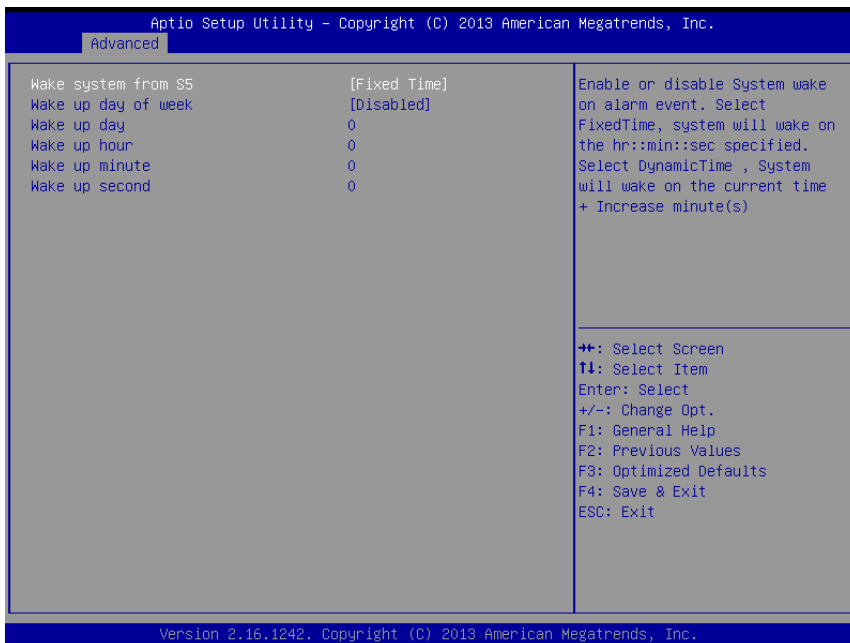 Aptio Setup Utility – Copyright (C) 2013 American Megatrends, Inc.
Advanced
Wake system from S5 [Fixed Time]
Wake up day of week [Disabled]
Wake up day 0
Wake up hour 0
Wake up minute 0
Wake up second 0
Enable or disable System wake
on alarm event. Select
FixedTime, system will wake on
the hr::min::sec specified.
Select DynamicTime , System
will wake on the current time
+ Increase minute(s)
→←: Select Screen
↑↓: Select Item
Enter: Select
+/-: Change Opt.
F1: General Help
F2: Previous Values
F3: Optimized Defaults
F4: Save & Exit
ESC: Exit
Version 2.16.1242. Copyright (C) 2013 American Megatrends, Inc.